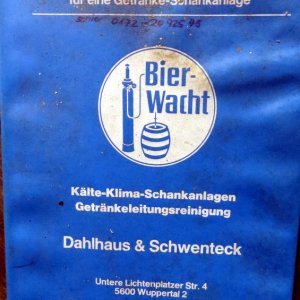 für eine Getränke-Schankanlage
Bier-
Wacht
Kälte-Klima-Schankanlagen
Getränkeleitungsreinigung
Dahlhaus & Schwenteck
Untere Lichtenplatzer Str. 4
5600 Wuppertal 2